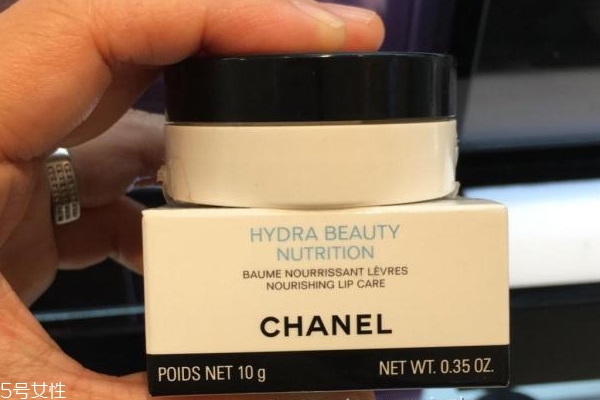 HYDRA BEAUTY
NUTRITION
BAUME NOURRISSANT LÈVRES
NOURISHING LIP CARE
CHANEL
POIDS NET 10 g NET WT. 0.35 OZ.
5号女性